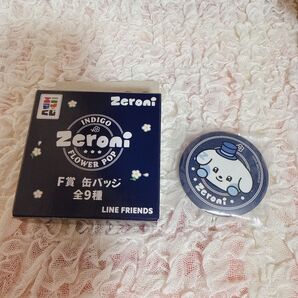 Zeroni
INDIGO
Zeroni
FLOWER POP
F賞 缶バッジ
全9種
LINE FRIENDS
Zeroni